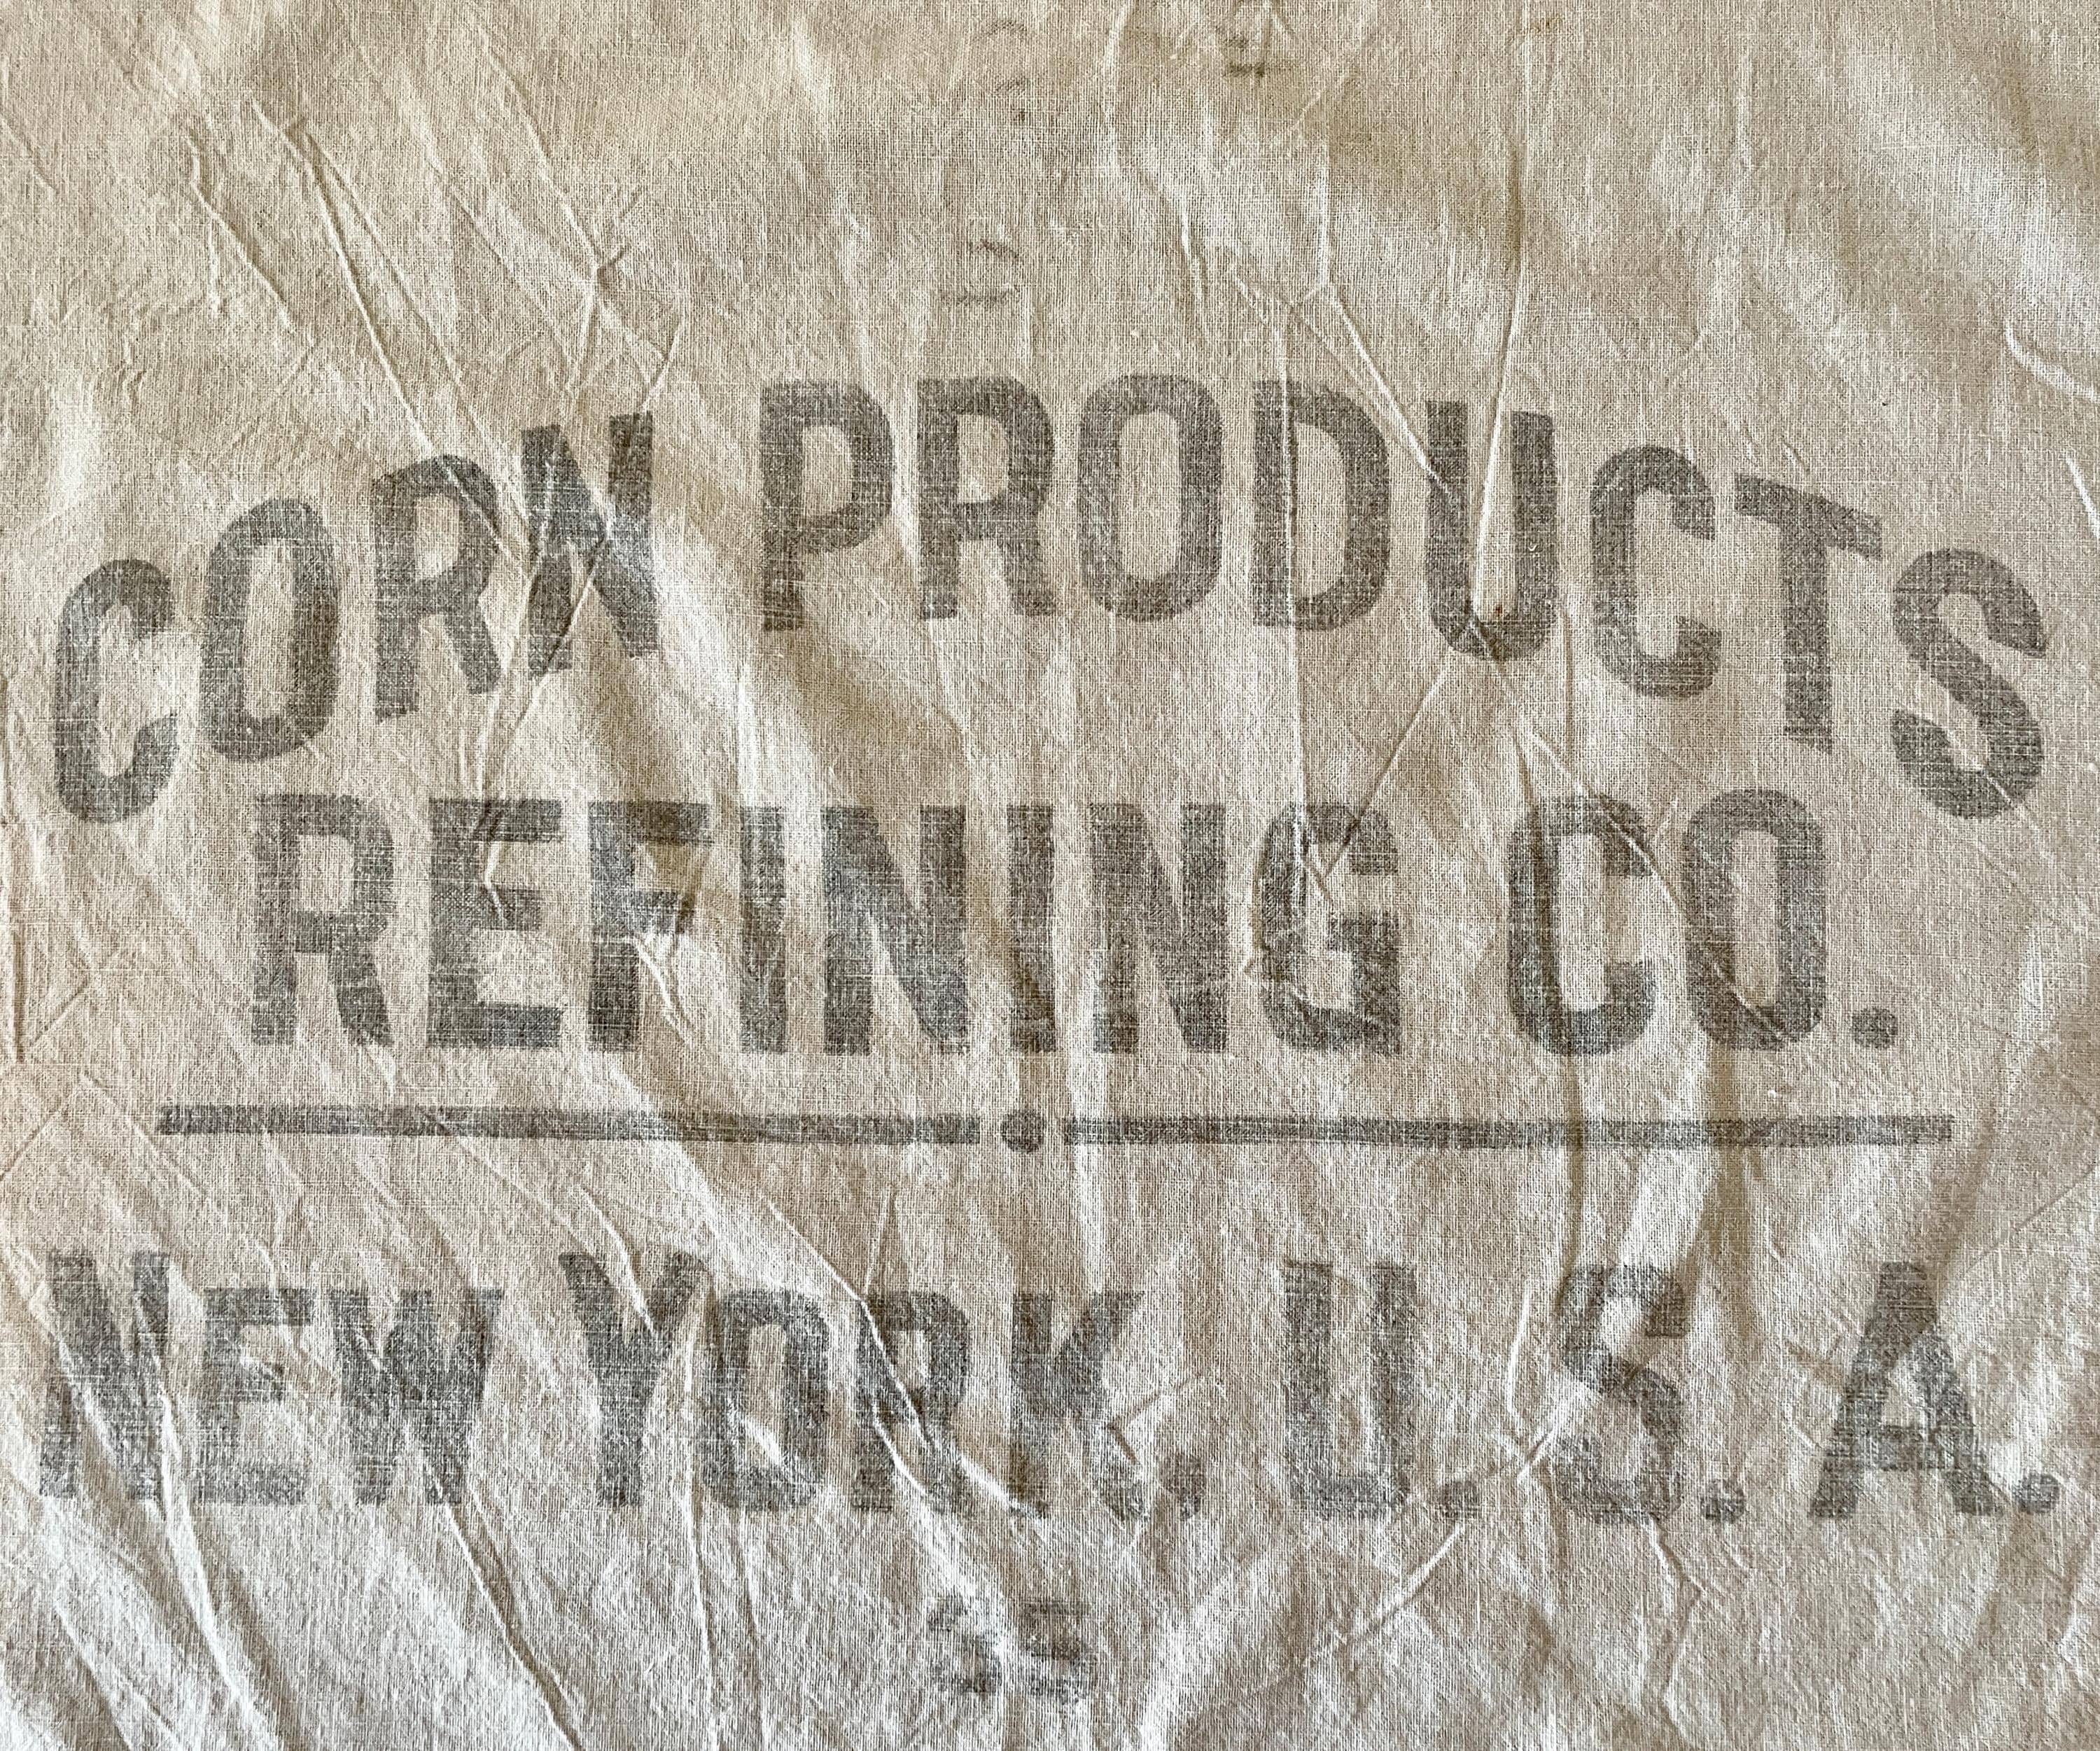 CORN PRODUCTS
REFINING CO.
NEW YORK, U.S.A.